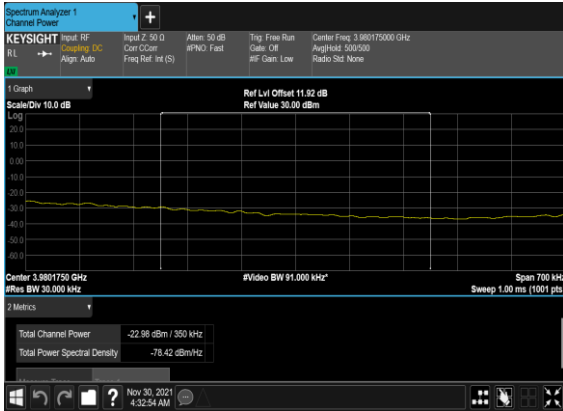 Spectrum Analyzer 1
Channel Power
+
KEYSIGHT Input: RF Input Z: 50 Ω Atten: 50 dB Trig: Free Run Center Freq: 3.980175000 GHz
RL Coupling: DC Corr CCorr #PNO: Fast Gate: Off Avg|Hold: 500/500
Align: Auto Freq Ref: Int (S) #IF Gain: Low Radio Std: None
1 Graph
Ref Lvl Offset 11.92 dB
Scale/Div 10.0 dB Ref Value 30.00 dBm
Log
20.0
10.0
0.00
-10.0
-20.0
-30.0
-40.0
-50.0
-60.0
Center 3.9801750 GHz #Video BW 91.000 kHz* Span 700 kHz
#Res BW 30.000 kHz Sweep 1.00 ms (1001 pts
2 Metrics
Total Channel Power -22.98 dBm / 350 kHz
Total Power Spectral Density -78.42 dBm/Hz
? Nov 30, 2021
4:32:54 AM